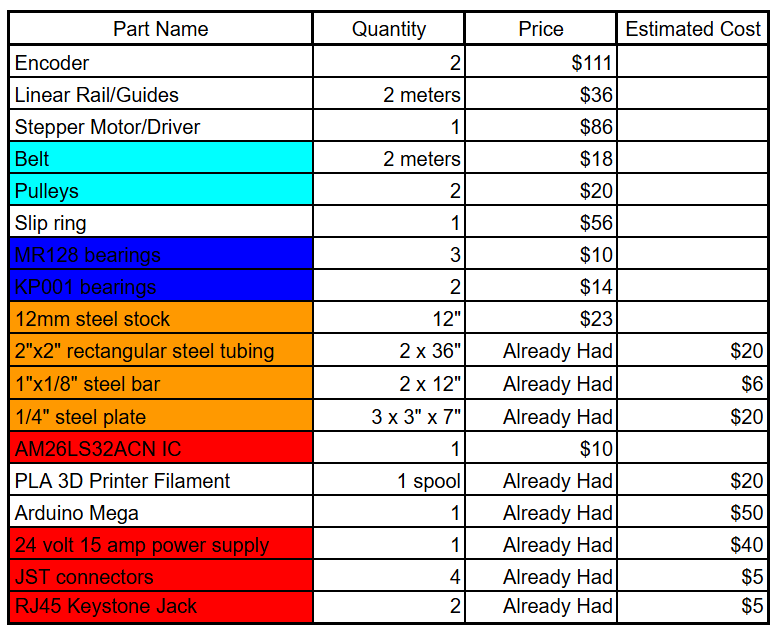 Part Name Quantity Price Estimated Cost
Encoder 2 $111
Linear Rail/Guides 2 meters $36
Stepper Motor/Driver 1 $86
Belt 2 meters $18
Pulleys 2 $20
Slip ring 1 $56
MR128 bearings 3 $10
KP001 bearings 2 $14
12mm steel stock 12" $23
2"x2" rectangular steel tubing 2 x 36" Already Had $20
1"x1/8" steel bar 2 x 12" Already Had $6
1/4" steel plate 3 x 3" x 7" Already Had $20
AM26LS32ACN IC 1 $10
PLA 3D Printer Filament 1 spool Already Had $20
Arduino Mega 1 Already Had $50
24 volt 15 amp power supply 1 Already Had $40
JST connectors 4 Already Had $5
RJ45 Keystone Jack 2 Already Had $5